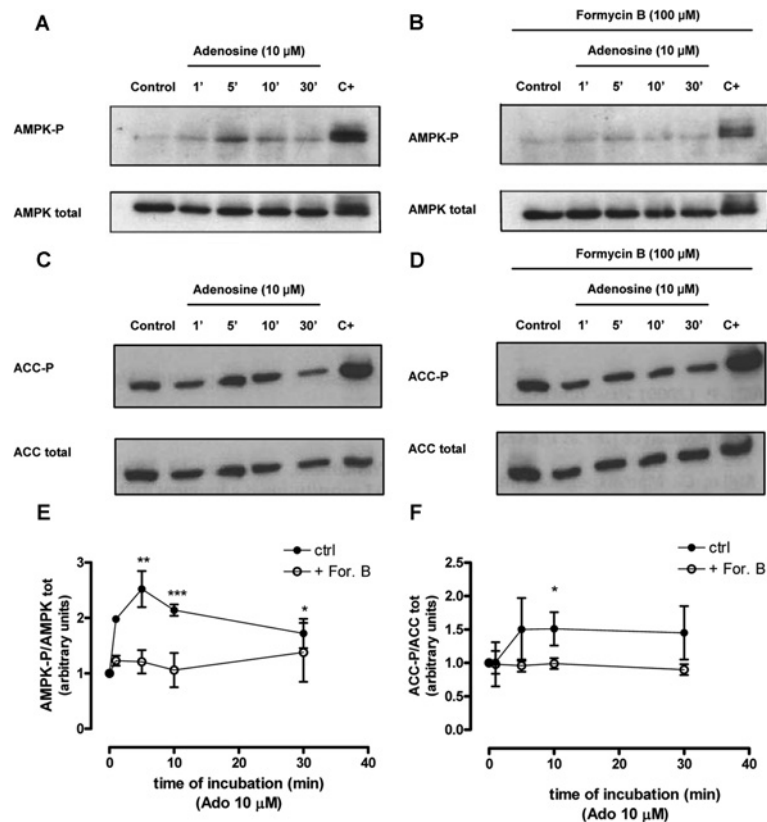 A
Adenosine (10 µM)
Control 1' 5' 10' 30' C+
AMPK-P
AMPK total
B
Formycin B (100 µM)
Adenosine (10 µM)
Control 1' 5' 10' 30' C+
AMPK-P
AMPK total
C
Adenosine (10 µM)
Control 1' 5' 10' 30' C+
ACC-P
ACC total
D
Formycin B (100 µM)
Adenosine (10 µM)
Control 1' 5' 10' 30' C+
ACC-P
ACC total
E
ctrl
+ For. B
AMPK-P/AMPK tot
(arbitrary units)
3
2
1
0
** *** *
0 10 20 30 40
time of incubation (min)
(Ado 10 µM)
F
ctrl
+ For. B
ACC-P/ACC tot
(arbitrary units)
2.5
2.0
1.5
1.0
0.5
0.0
*
0 10 20 30 40
time of incubation (min)
(Ado 10 µM)